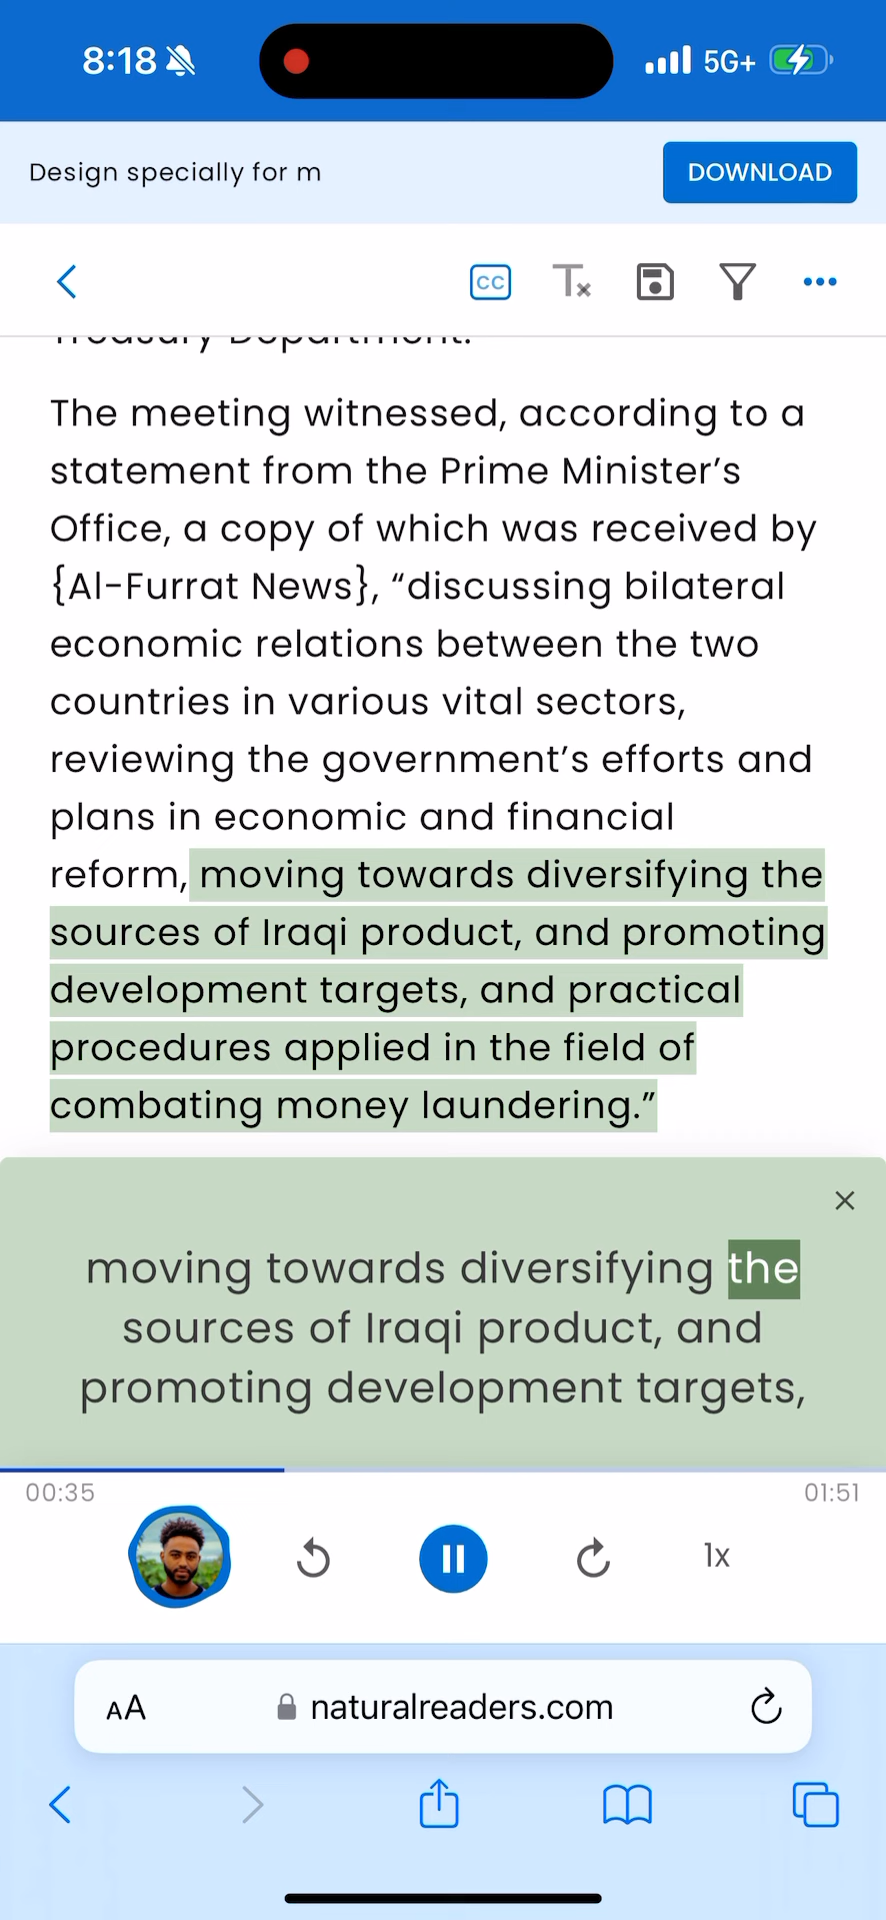 8:18
5G+
Design specially for m
DOWNLOAD
CC
Tx
Treasury Department.
The meeting witnessed, according to a
statement from the Prime Minister’s
Office, a copy of which was received by
{Al-Furrat News}, “discussing bilateral
economic relations between the two
countries in various vital sectors,
reviewing the government’s efforts and
plans in economic and financial
reform, moving towards diversifying the
sources of Iraqi product, and promoting
development targets, and practical
procedures applied in the field of
combating money laundering.”
moving towards diversifying the
sources of Iraqi product, and
promoting development targets,
00:35
01:51
1x
AA
naturalreaders.com